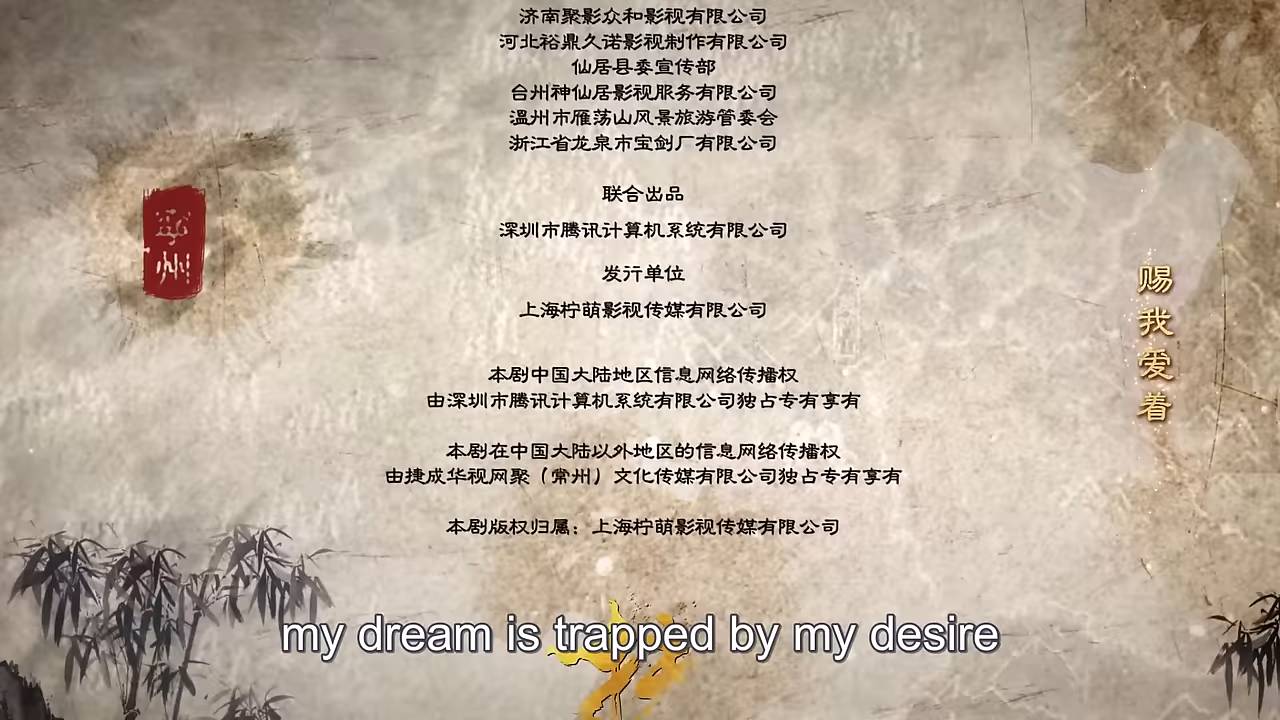 济南聚影众和影视有限公司
河北裕鼎久诺影视制作有限公司
仙居县委宣传部
台州神仙居影视服务有限公司
温州市雁荡山风景旅游管委会
浙江省龙泉市宝剑厂有限公司
联合出品
深圳市腾讯计算机系统有限公司
发行单位
上海柠萌影视传媒有限公司
本剧中国大陆地区信息网络传播权
由深圳市腾讯计算机系统有限公司独占专有享有
本剧在中国大陆以外地区的信息网络传播权
由捷成华视网聚（常州）文化传媒有限公司独占专有享有
本剧版权归属：上海柠萌影视传媒有限公司
州
赐我爱着
my dream is trapped by my desire